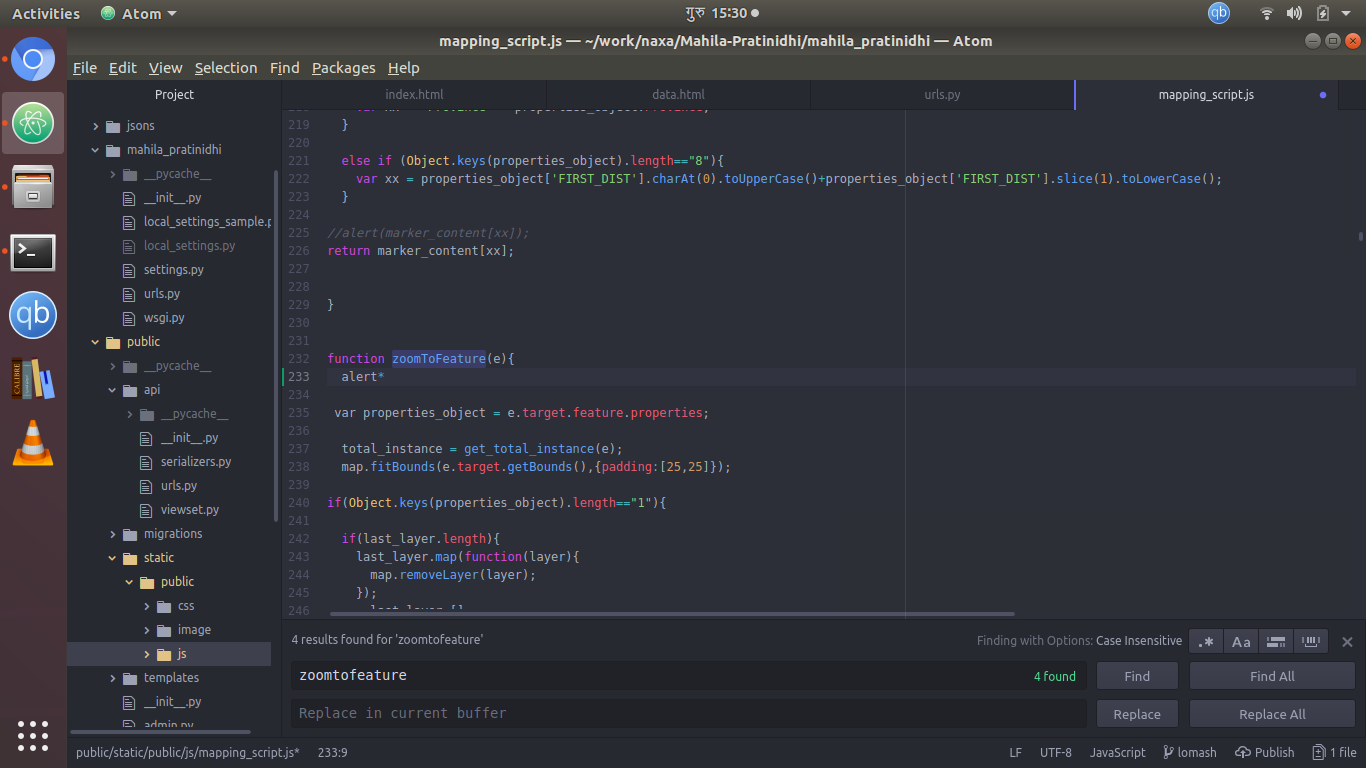 Activities Atom गुरु 15:30
mapping_script.js — ~/work/naxa/Mahila-Pratinidhi/mahila_pratinidhi — Atom
File Edit View Selection Find Packages Help
Project
index.html data.html urls.py mapping_script.js
jsons
mahila_pratinidhi
__pycache__
__init__.py
local_settings_sample.p
local_settings.py
settings.py
urls.py
wsgi.py
public
__pycache__
api
__pycache__
__init__.py
serializers.py
urls.py
viewset.py
migrations
static
public
css
image
js
templates
__init__.py
admin.py
219 }
220
221 else if (Object.keys(properties_object).length=="8"){
222 var xx = properties_object['FIRST_DIST'].charAt(0).toUpperCase()+properties_object['FIRST_DIST'].slice(1).toLowerCase();
223 }
224
225 //alert(marker_content[xx]);
226 return marker_content[xx];
227
228
229 }
230
231
232 function zoomToFeature(e){
233 alert*
234
235 var properties_object = e.target.feature.properties;
236
237 total_instance = get_total_instance(e);
238 map.fitBounds(e.target.getBounds(),{padding:[25,25]});
239
240 if(Object.keys(properties_object).length=="1"){
241
242 if(last_layer.length){
243 last_layer.map(function(layer){
244 map.removeLayer(layer);
245 });
246
4 results found for 'zoomtofeature' Finding with Options: Case Insensitive .* Aa
zoomtofeature 4 found Find Find All
Replace in current buffer Replace Replace All
public/static/public/js/mapping_script.js* 233:9 LF UTF-8 JavaScript lomash Publish 1 file
>_
qb
CALIBRE
qb